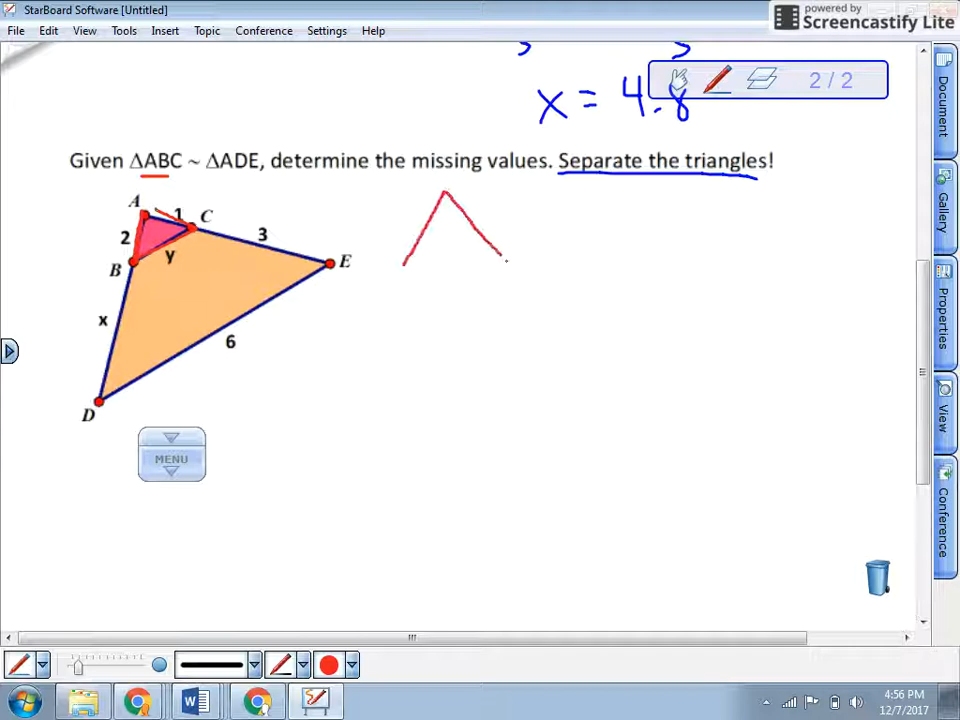 StarBoard Software [Untitled]
powered by
Screencastify Lite
File Edit View Tools Insert Topic Conference Settings Help
x = 4.8
2 / 2
Given ΔABC ~ ΔADE, determine the missing values. Separate the triangles!
A
1
C
2
3
y
B
E
x
6
D
MENU
Document
Gallery
Properties
View
Conference
4:56 PM
12/7/2017